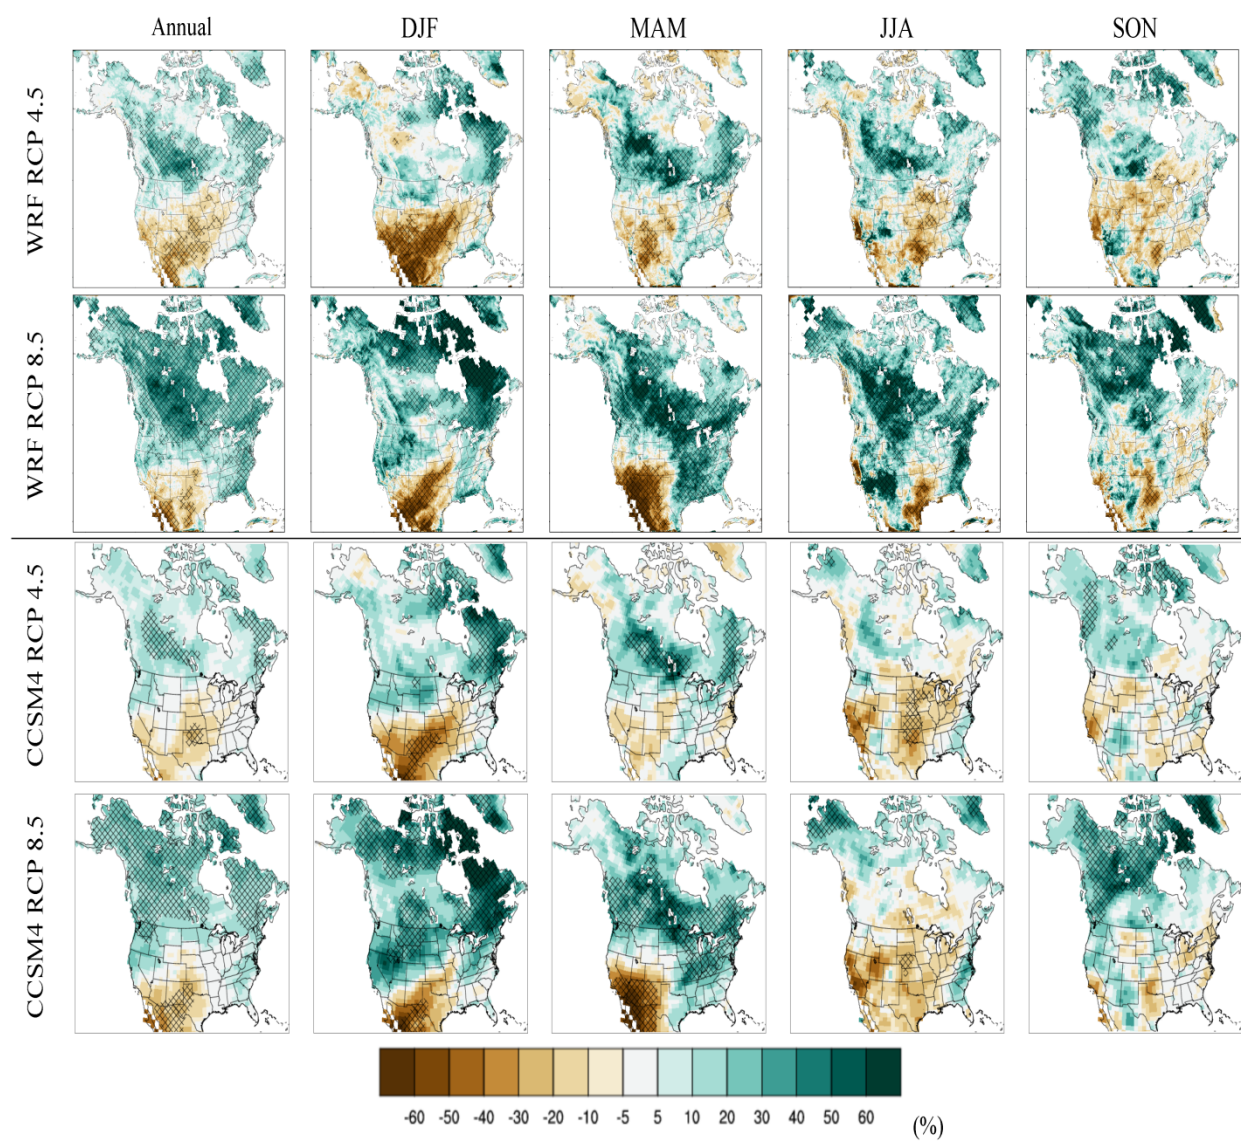 Annual DJF MAM JJA SON
WRF RCP 4.5
WRF RCP 8.5
CCSM4 RCP 4.5
CCSM4 RCP 8.5
-60 -50 -40 -30 -20 -10 -5 5 10 20 30 40 50 60
(%)